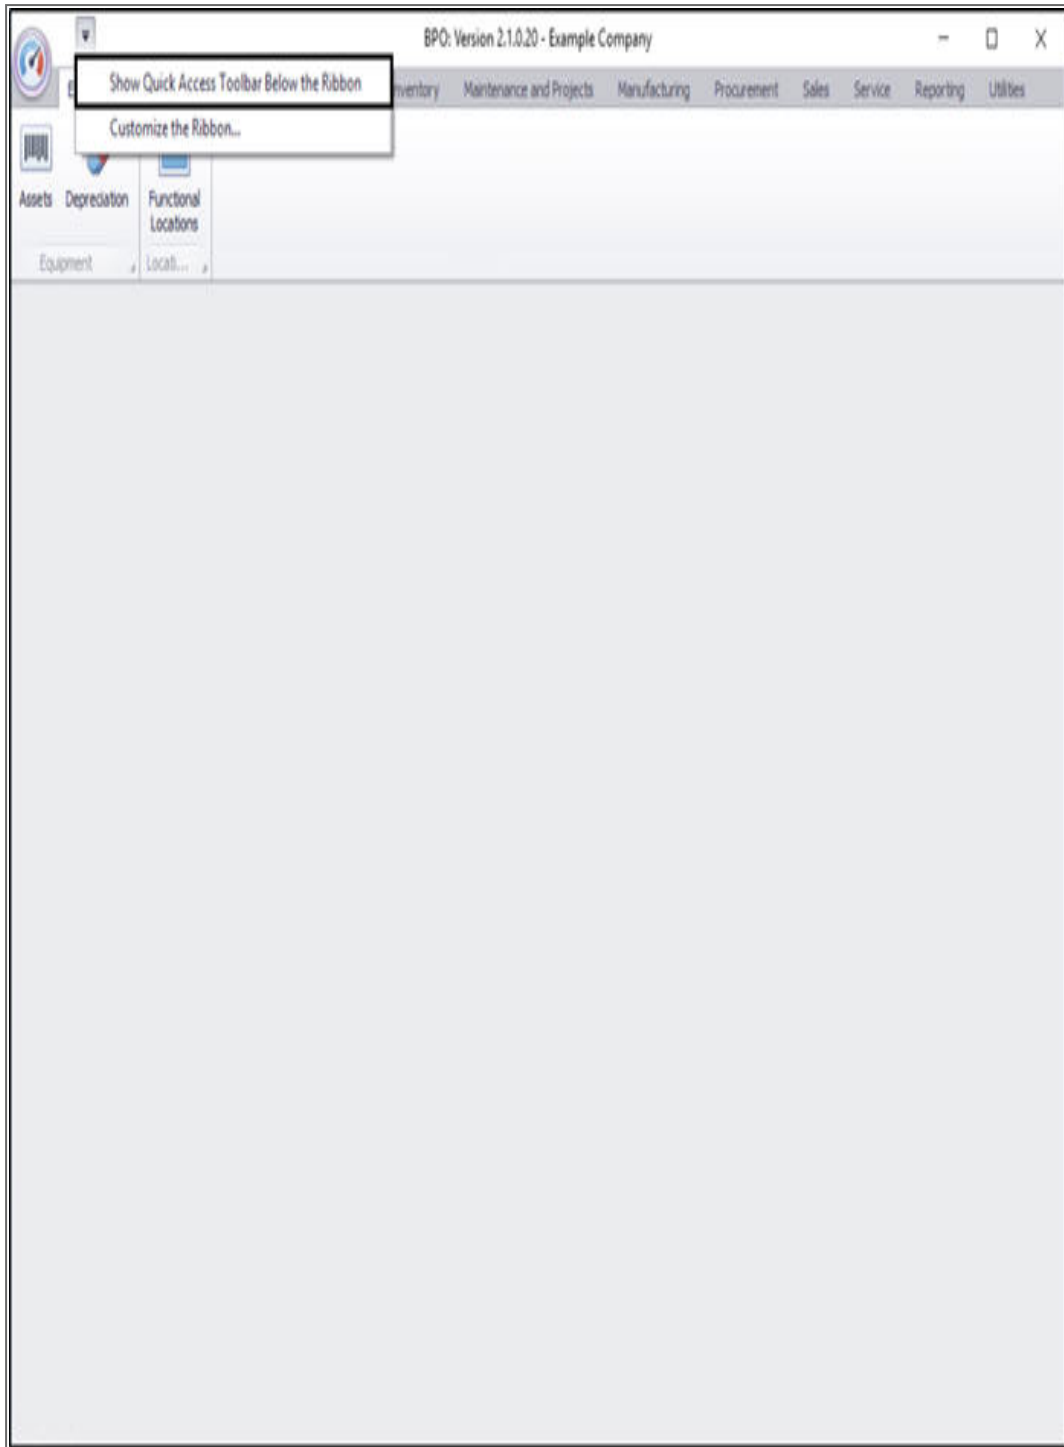 BPO: Version 2.1.0.20 - Example Company
Show Quick Access Toolbar Below the Ribbon
Customize the Ribbon...
nventory Maintenance and Projects Manufacturing Procurement Sales Service Reporting Utilities
Assets Depreciation Functional Locations
Equipment Locati...